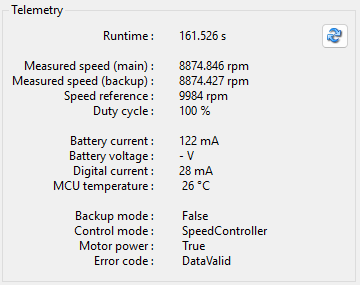 Telemetry
Runtime : 161.526 s
Measured speed (main) : 8874.846 rpm
Measured speed (backup) : 8874.427 rpm
Speed reference : 9984 rpm
Duty cycle : 100 %
Battery current : 122 mA
Battery voltage : - V
Digital current : 28 mA
MCU temperature : 26 °C
Backup mode : False
Control mode : SpeedController
Motor power : True
Error code : DataValid